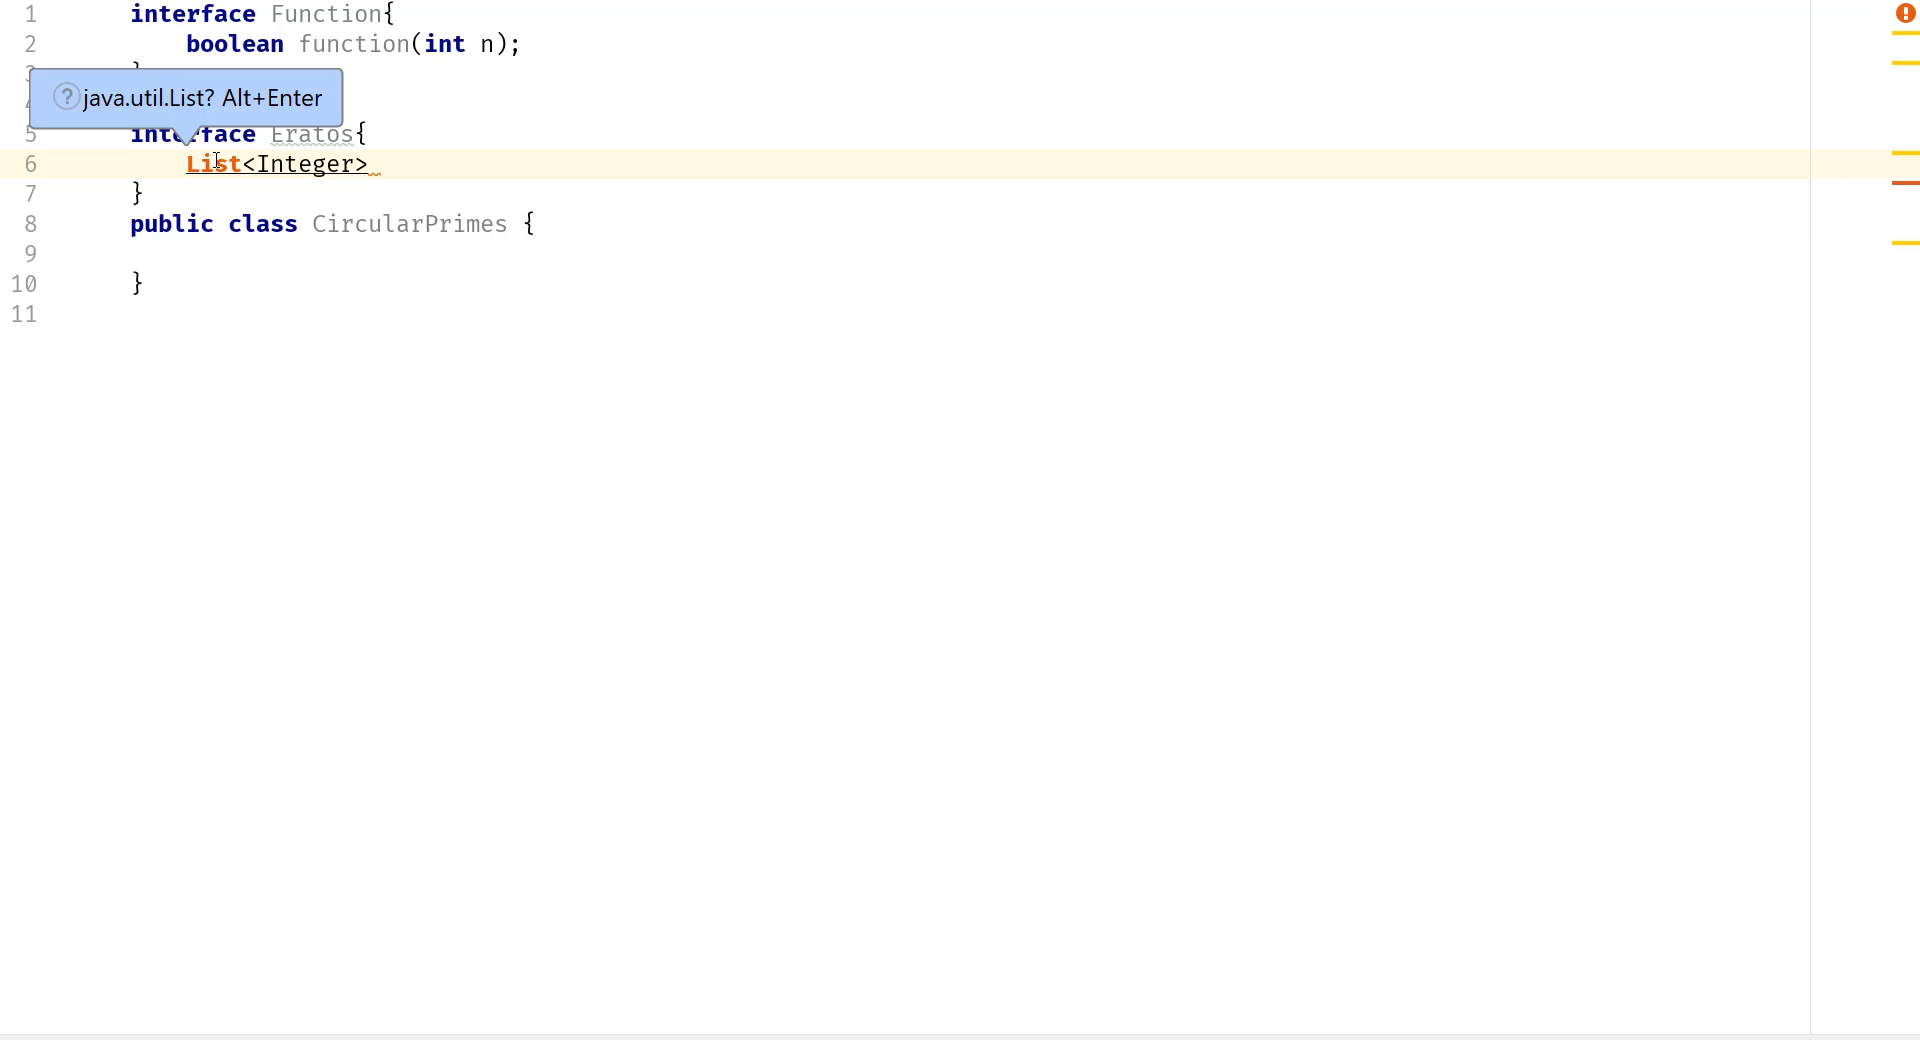 1 interface Function{
2 boolean function(int n);
}
java.util.List? Alt+Enter
5 interface Eratos{
6 List<Integer>
7 }
8 public class CircularPrimes {
9
10 }
11